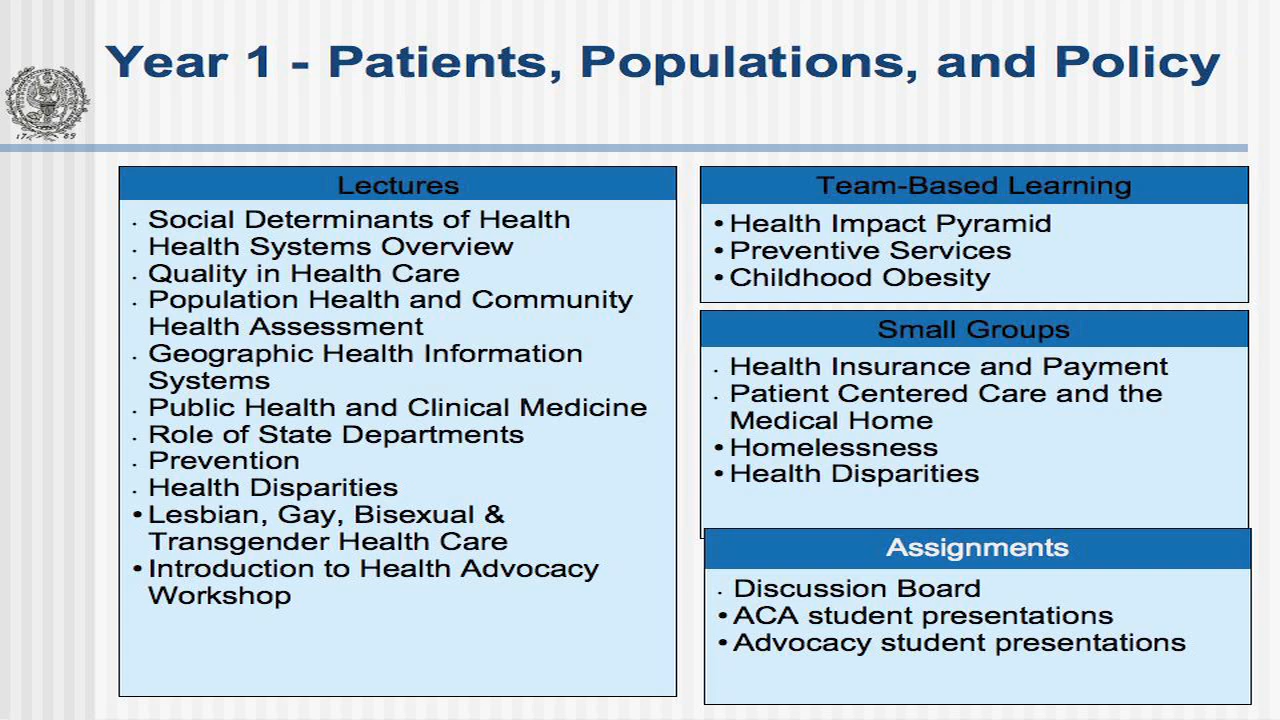 Year 1 - Patients, Populations, and Policy
17 89
Lectures
. Social Determinants of Health
. Health Systems Overview
. Quality in Health Care
. Population Health and Community
Health Assessment
. Geographic Health Information
Systems
. Public Health and Clinical Medicine
. Role of State Departments
. Prevention
. Health Disparities
• Lesbian, Gay, Bisexual &
Transgender Health Care
• Introduction to Health Advocacy
Workshop
Team-Based Learning
• Health Impact Pyramid
• Preventive Services
• Childhood Obesity
Small Groups
. Health Insurance and Payment
. Patient Centered Care and the
Medical Home
• Homelessness
• Health Disparities
Assignments
. Discussion Board
• ACA student presentations
• Advocacy student presentations